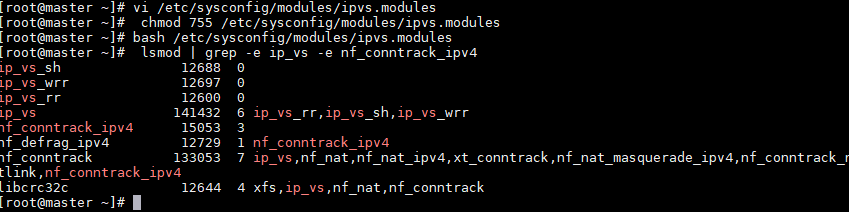 [root@master ~]# vi /etc/sysconfig/modules/ipvs.modules
[root@master ~]#  chmod 755 /etc/sysconfig/modules/ipvs.modules
[root@master ~]# bash /etc/sysconfig/modules/ipvs.modules
[root@master ~]#  lsmod | grep -e ip_vs -e nf_conntrack_ipv4
ip_vs_sh               12688  0
ip_vs_wrr              12697  0
ip_vs_rr               12600  0
ip_vs                 141432  6 ip_vs_rr,ip_vs_sh,ip_vs_wrr
nf_conntrack_ipv4      15053  3
nf_defrag_ipv4         12729  1 nf_conntrack_ipv4
nf_conntrack          133053  7 ip_vs,nf_nat,nf_nat_ipv4,xt_conntrack,nf_nat_masquerade_ipv4,nf_conntrack_n
tlink,nf_conntrack_ipv4
libcrc32c              12644  4 xfs,ip_vs,nf_nat,nf_conntrack
[root@master ~]#